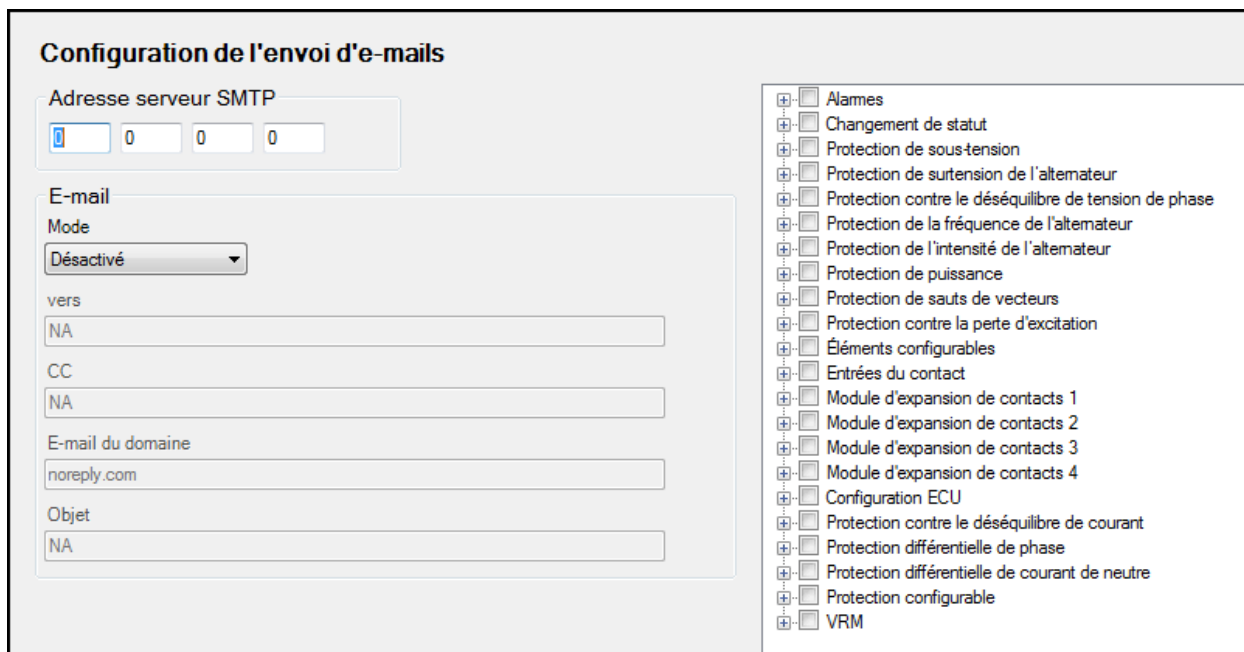 Configuration de l'envoi d'e-mails
Adresse serveur SMTP
0 0 0 0
E-mail
Mode
Désactivé
vers
NA
CC
NA
E-mail du domaine
noreply.com
Objet
NA
Alarmes
Changement de statut
Protection de sous-tension
Protection de surtension de l'alternateur
Protection contre le déséquilibre de tension de phase
Protection de la fréquence de l'alternateur
Protection de l'intensité de l'alternateur
Protection de puissance
Protection de sauts de vecteurs
Protection contre la perte d'excitation
Éléments configurables
Entrées du contact
Module d'expansion de contacts 1
Module d'expansion de contacts 2
Module d'expansion de contacts 3
Module d'expansion de contacts 4
Configuration ECU
Protection contre le déséquilibre de courant
Protection différentielle de phase
Protection différentielle de courant de neutre
Protection configurable
VRM